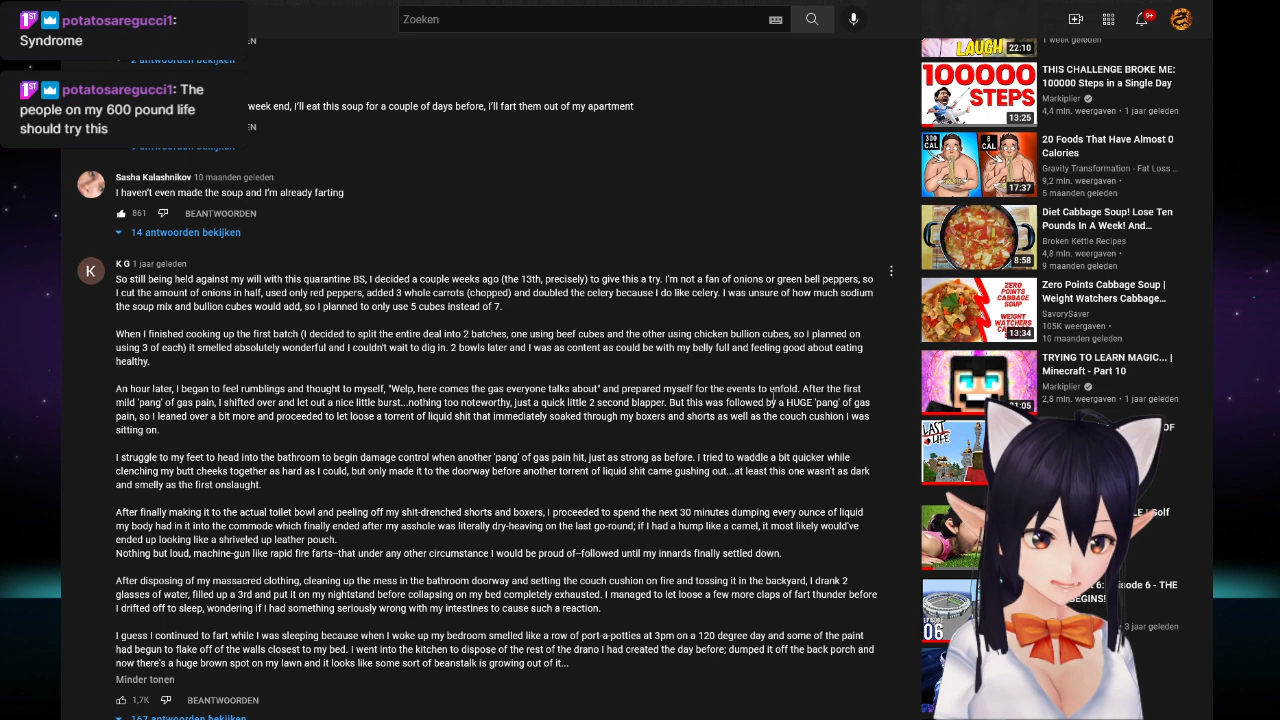 potatosaregucci1:
Syndrome
potatosaregucci1: The
people on my 600 pound life
should try this
Zoeken
9+
2 antwoorden bekijken
week end, I'll eat this soup for a couple of days before, I'll fart them out of my apartment
Sasha Kalashnikov 10 maanden geleden
I haven't even made the soup and I'm already farting
861 BEANTWOORDEN
14 antwoorden bekijken
K
K G 1 jaar geleden
So still being held against my will with this quarantine BS, I decided a couple weeks ago (the 13th, precisely) to give this a try. I'm not a fan of onions or green bell peppers, so
I cut the amount of onions in half, used only red peppers, added 3 whole carrots (chopped) and doubled the celery because I do like celery. I was unsure of how much sodium
the soup mix and bullion cubes would add, so I planned to only use 5 cubes instead of 7.
When I finished cooking up the first batch (I decided to split the entire deal into 2 batches, one using beef cubes and the other using chicken bullion cubes, so I planned on
using 3 of each) it smelled absolutely wonderful and I couldn't wait to dig in. 2 bowls later and I was as content as could be with my belly full and feeling good about eating
healthy.
An hour later, I began to feel rumblings and thought to myself, "Welp, here comes the gas everyone talks about" and prepared myself for the events to unfold. After the first
mild 'pang' of gas pain, I shifted over and let out a nice little burst...nothing too noteworthy, just a quick little 2 second blapper. But this was followed by a HUGE 'pang' of gas
pain, so I leaned over a bit more and proceeded to let loose a torrent of liquid shit that immediately soaked through my boxers and shorts as well as the couch cushion I was
sitting on.
I struggle to my feet to head into the bathroom to begin damage control when another 'pang' of gas pain hit, just as strong as before. I tried to waddle a bit quicker while
clenching my butt cheeks together as hard as I could, but only made it to the doorway before another torrent of liquid shit came gushing out...at least this one wasn't as dark
and smelly as the first onslaught.
After finally making it to the actual toilet bowl and peeling off my shit-drenched shorts and boxers, I proceeded to spend the next 30 minutes dumping every ounce of liquid
my body had in it into the commode which finally ended after my asshole was literally dry-heaving on the last go-round; if I had a hump like a camel, it most likely would've
ended up looking like a shriveled up leather pouch.
Nothing but loud, machine-gun like rapid fire farts--that under any other circumstance I would be proud of--followed until my innards finally settled down.
After disposing of my massacred clothing, cleaning up the mess in the bathroom doorway and setting the couch cushion on fire and tossing it in the backyard, I drank 2
glasses of water, filled up a 3rd and put it on my nightstand before collapsing on my bed completely exhausted. I managed to let loose a few more claps of fart thunder before
I drifted off to sleep, wondering if I had something seriously wrong with my intestines to cause such a reaction.
I guess I continued to fart while I was sleeping because when I woke up my bedroom smelled like a row of port-a-potties at 3pm on a 120 degree day and some of the paint
had begun to flake off of the walls closest to my bed. I went into the kitchen to dispose of the rest of the drano I had created the day before; dumped it off the back porch and
now there's a huge brown spot on my lawn and it looks like some sort of beanstalk is growing out of it...
Minder tonen
1,7K BEANTWOORDEN
167 antwoorden bekijken
LAUGH
22:10
1 week geleden
100000
STEPS
13:25
THIS CHALLENGE BROKE ME:
100000 Steps in a Single Day
Markiplier
4,4 mln. weergaven • 1 jaar geleden
300
CAL
8
CAL
17:37
20 Foods That Have Almost 0
Calories
Gravity Transformation - Fat Loss ...
9,2 mln. weergaven •
5 maanden geleden
8:58
Diet Cabbage Soup! Lose Ten
Pounds In A Week! And...
Broken Kettle Recipes
4,8 mln. weergaven •
9 maanden geleden
ZERO
POINTS
CABBAGE
SOUP
WEIGHT
WATCHERS
13:34
Zero Points Cabbage Soup |
Weight Watchers Cabbage...
SavorySaver
105K weergaven •
10 maanden geleden
TRYING TO LEARN MAGIC... |
Minecraft - Part 10
Markiplier
2,8 mln. weergaven • 1 jaar geleden
LAST
LIFE
OF
Golf
06
THE
3 jaar geleden